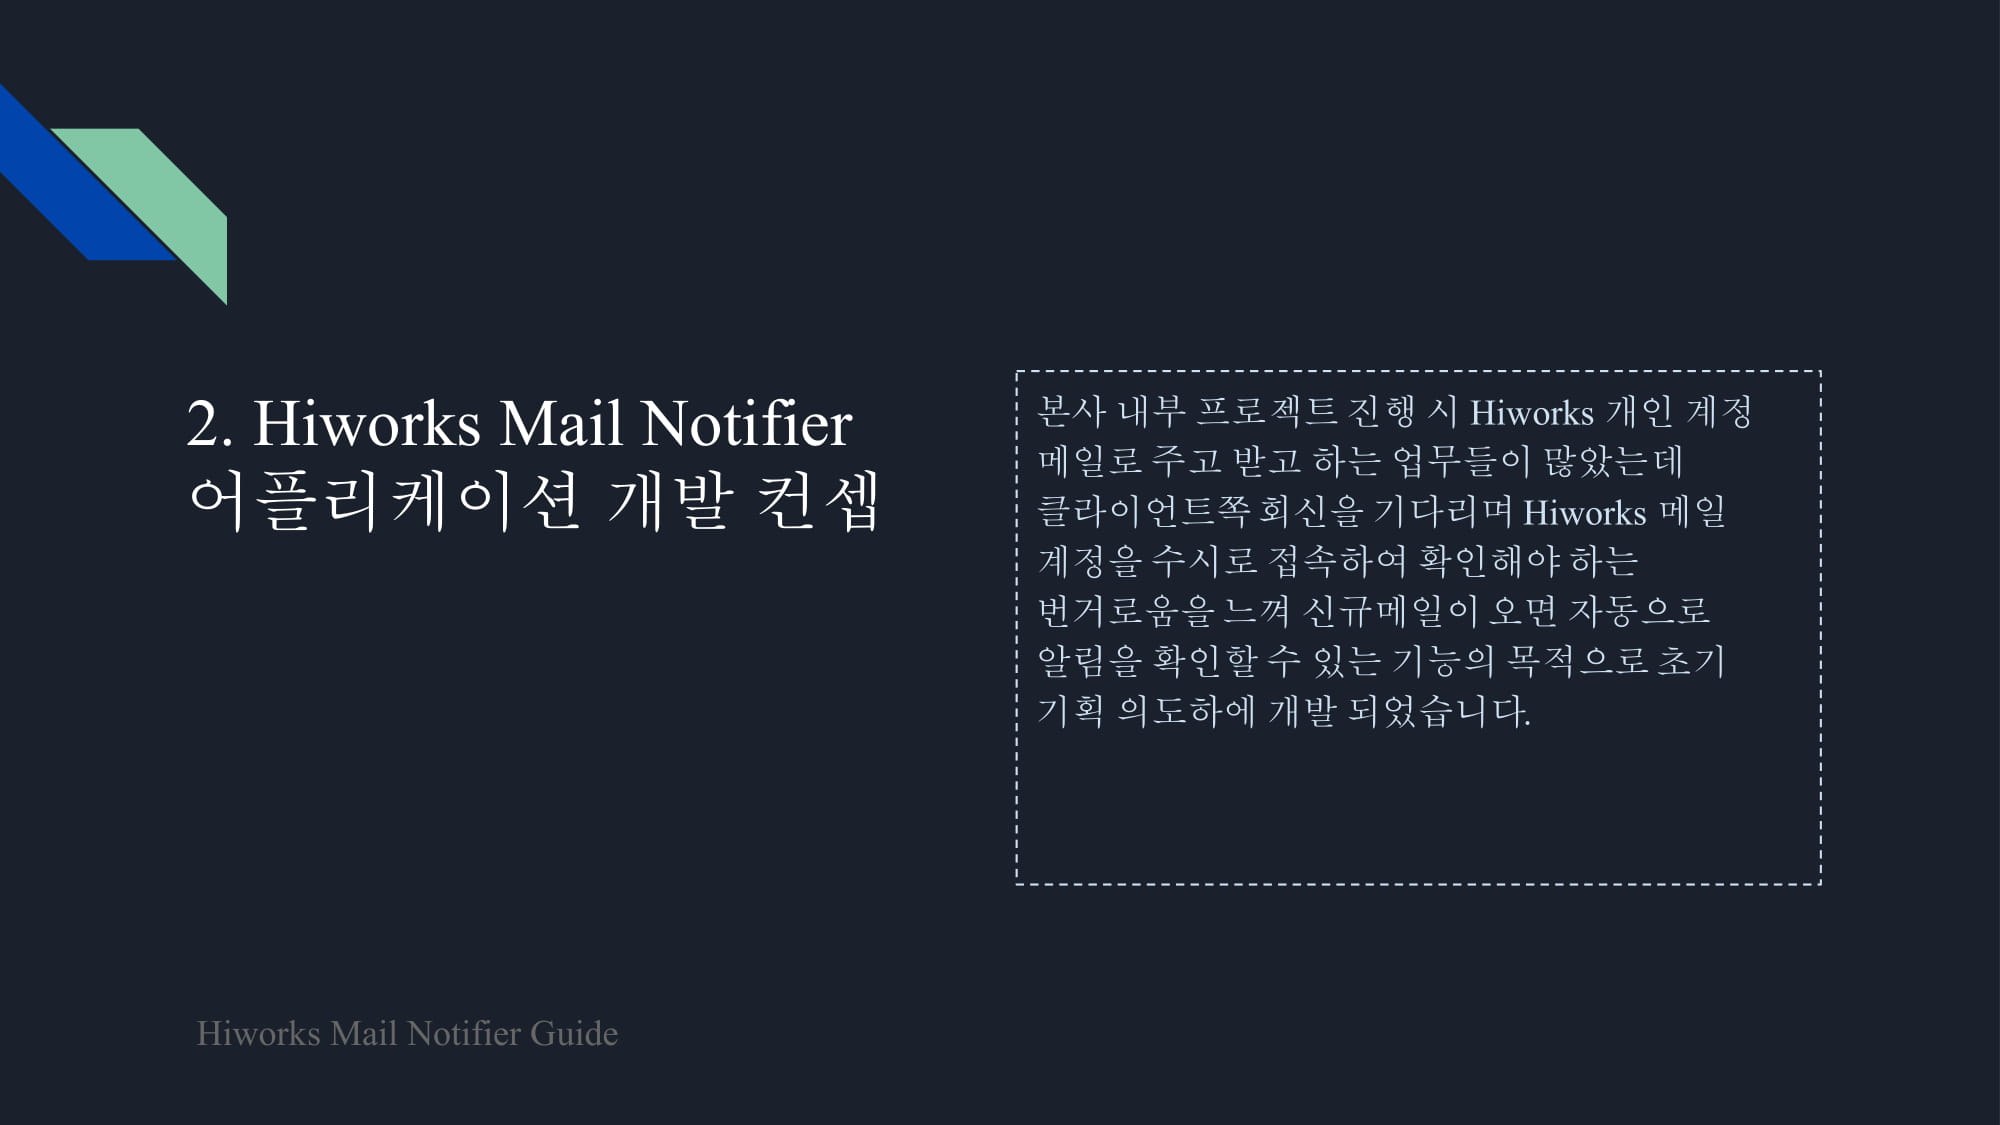 2. Hiworks Mail Notifier
어플리케이션 개발 컨셉
본사 내부 프로젝트 진행 시 Hiworks 개인 계정
메일로 주고 받고 하는 업무들이 많았는데
클라이언트쪽 회신을 기다리며 Hiworks 메일
계정을 수시로 접속하여 확인해야 하는
번거로움을 느껴 신규메일이 오면 자동으로
알림을 확인할 수 있는 기능의 목적으로 초기
기획 의도하에 개발 되었습니다.
Hiworks Mail Notifier Guide